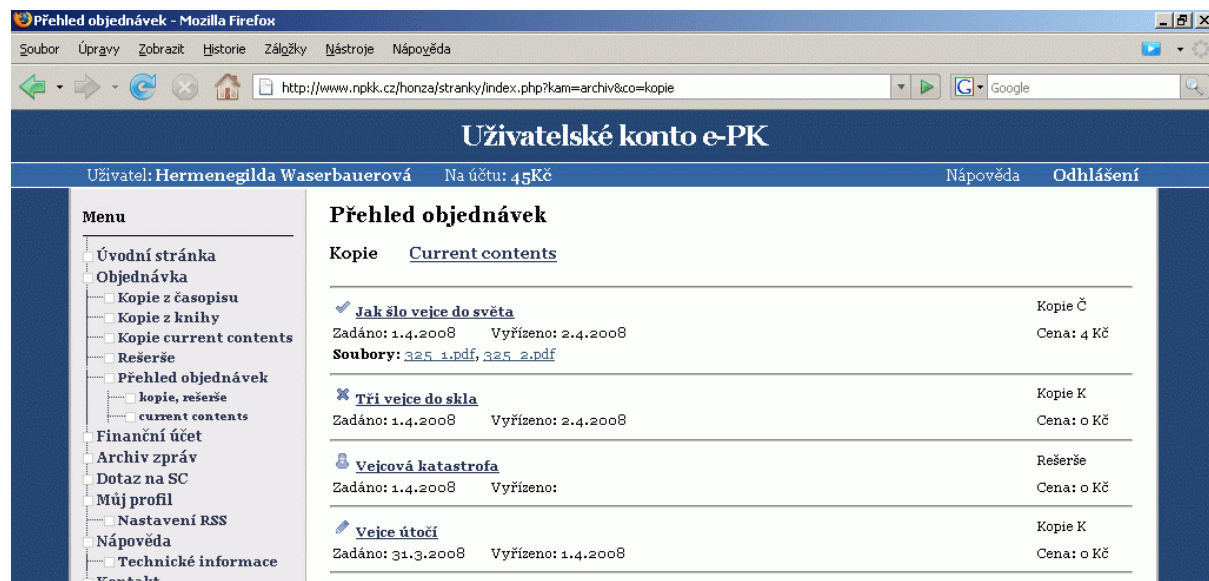 Přehled objednávek - Mozilla Firefox
Soubor Úpravy Zobrazit Historie Záložky Nástroje Nápověda
http://www.npkk.cz/honza/stranky/index.php?kam=archiv&co=kopie
G Google
Uživatelské konto e-PK
Uživatel: Hermenegilda Waserbauerová Na účtu: 45Kč Nápověda Odhlášení
Menu
Úvodní stránka
Objednávka
Kopie z časopisu
Kopie z knihy
Kopie current contents
Rešerše
Přehled objednávek
kopie, rešerše
current contents
Finanční účet
Archiv zpráv
Dotaz na SC
Můj profil
Nastavení RSS
Nápověda
Technické informace
Kontakt
Přehled objednávek
Kopie Current contents
Jak šlo vejce do světa Kopie Č
Zadáno: 1.4.2008 Vyřízeno: 2.4.2008 Cena: 4 Kč
Soubory: 325_1.pdf, 325_2.pdf
Tři vejce do skla Kopie K
Zadáno: 1.4.2008 Vyřízeno: 2.4.2008 Cena: 0 Kč
Vejcová katastrofa Rešerše
Zadáno: 1.4.2008 Vyřízeno: Cena: 0 Kč
Vejce útočí Kopie K
Zadáno: 31.3.2008 Vyřízeno: 1.4.2008 Cena: 0 Kč